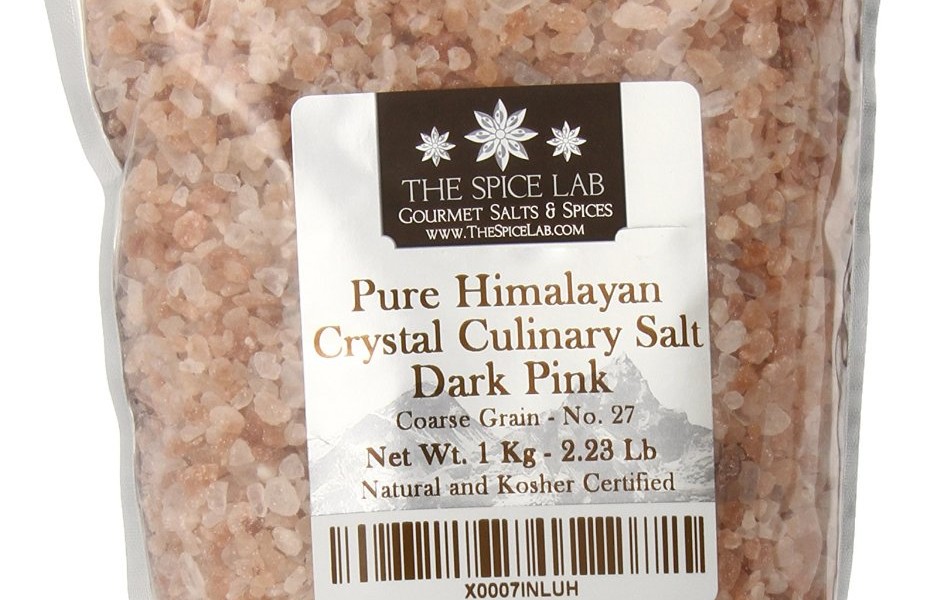 THE SPICE LAB
GOURMET SALTS & SPICES
WWW.THESPICELAB.COM
Pure Himalayan
Crystal Culinary Salt
Dark Pink
Coarse Grain - No. 27
Net Wt. 1 Kg - 2.23 Lb
Natural and Kosher Certified
X0007INLUH